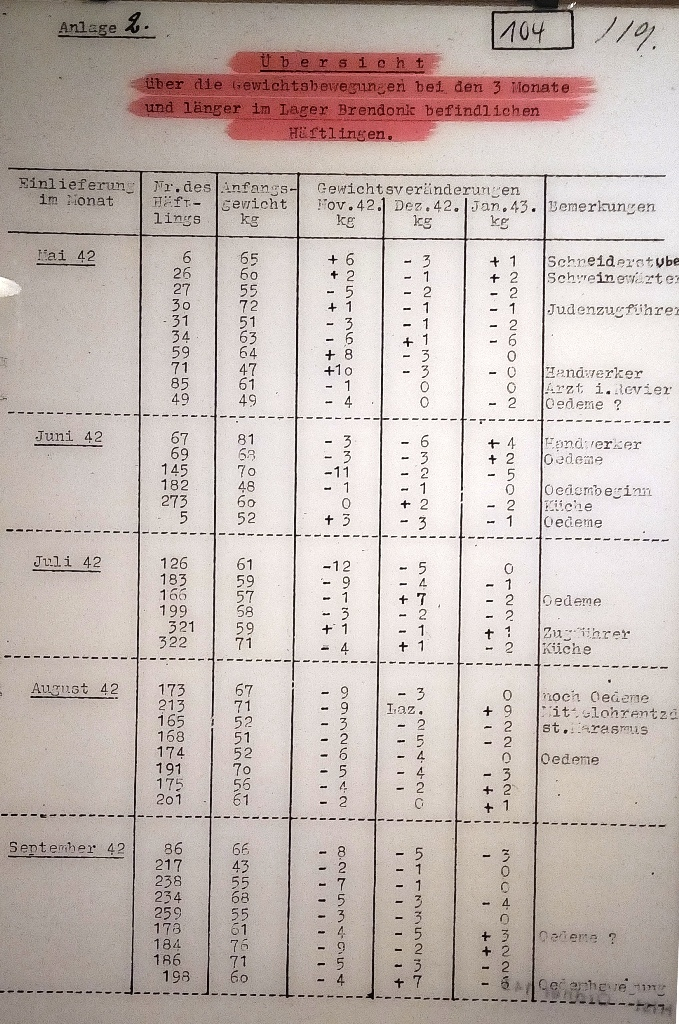 Anlage 2.
104 119.
Übersicht
über die Gewichtsbewegungen bei den 3 Monate
und länger im Lager Brendonk befindlichen
Häftlingen.
Einlieferung im Monat | Nr.des Häft- lings | Anfangs- gewicht kg | Gewichtsveränderungen Nov.42. kg | Dez.42. kg | Jan.43. kg | Bemerkungen
Mai 42 6 65 + 6 - 3 + 1 Schneiderstube
26 60 + 2 - 1 + 2 Schweinewärter
27 55 - 5 - 2 - 2
30 72 + 1 - 1 - 1 Judenzugführer
31 51 - 3 - 1 - 2
34 63 - 6 + 1 - 6
59 64 + 8 - 3 0
71 47 +10 - 3 - 0 Handwerker
85 61 - 1 0 0 Arzt i.Revier
49 49 - 4 0 - 2 Oedeme ?
Juni 42 67 81 - 3 - 6 + 4 Handwerker
69 68 - 3 - 3 + 2 Oedeme
145 70 -11 - 2 - 5
182 48 - 1 - 1 0 Oedembeginn
273 60 0 + 2 - 2 Küche
5 52 + 3 - 3 - 1 Oedeme
Juli 42 126 61 -12 - 5 0
183 59 - 9 - 4 - 1
166 57 - 1 + 7 - 2 Oedeme
199 68 - 3 - 2 - 2
321 59 + 1 - 1 + 1 Zugführer
322 71 - 4 + 1 - 2 Küche
August 42 173 67 - 9 - 3 0 noch Oedeme
213 71 - 9 Laz. + 9
165 52 - 3 - 2 - 2 st.Marasmus
168 51 - 2 - 5 - 2
174 52 - 6 - 4 0 Oedeme
191 70 - 5 - 4 - 3
175 56 - 4 - 2 + 2
201 61 - 2 0 + 1
September 42 86 66 - 8 - 5 - 3
217 43 - 2 - 1 0
238 55 - 7 - 1 0
234 68 - 5 - 3 - 4
259 55 - 3 - 3 0
178 61 - 4 - 5 + 3 Oedeme ?
184 76 - 9 - 2 + 2
186 71 - 5 - 3 - 2
198 60 - 4 + 7 - 6